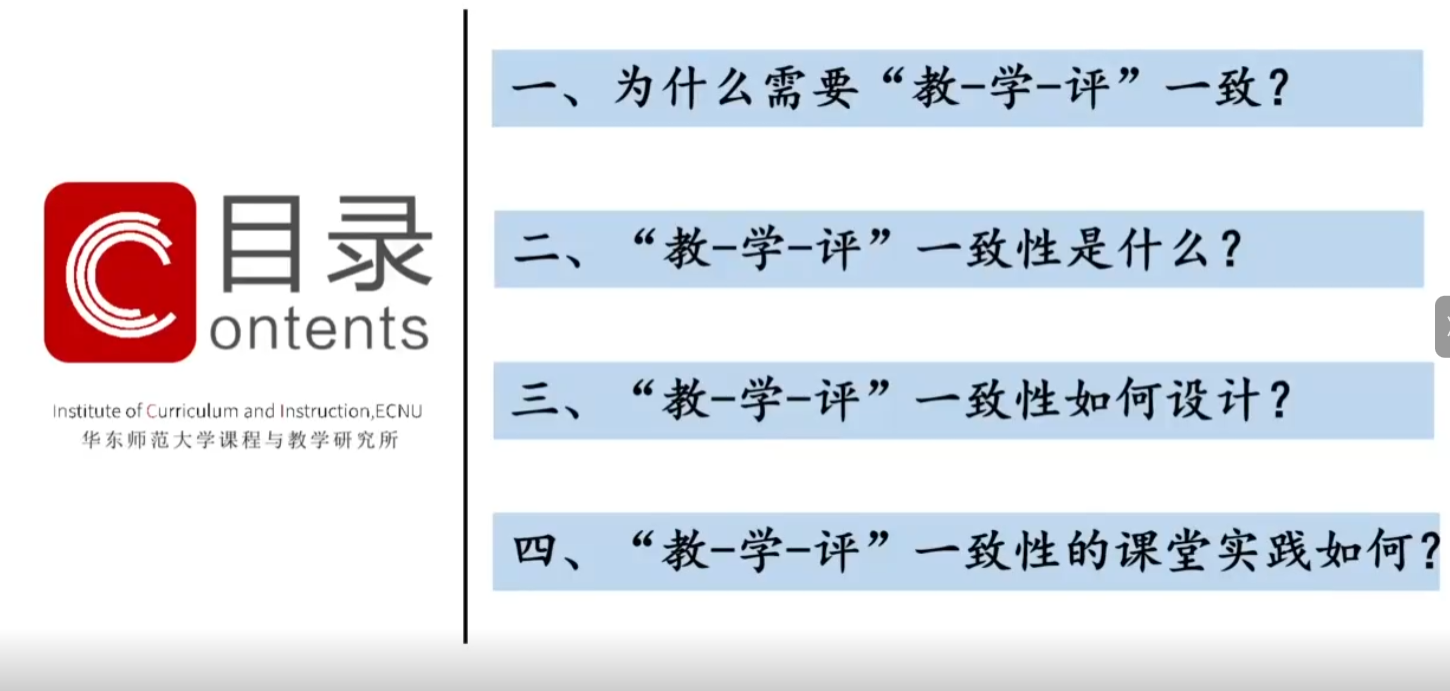 目录
Contents
Institute of Curriculum and Instruction,ECNU
华东师范大学课程与教学研究所
一、为什么需要“教-学-评”一致？
二、“教-学-评”一致性是什么？
三、“教-学-评”一致性如何设计？
四、“教-学-评”一致性的课堂实践如何？